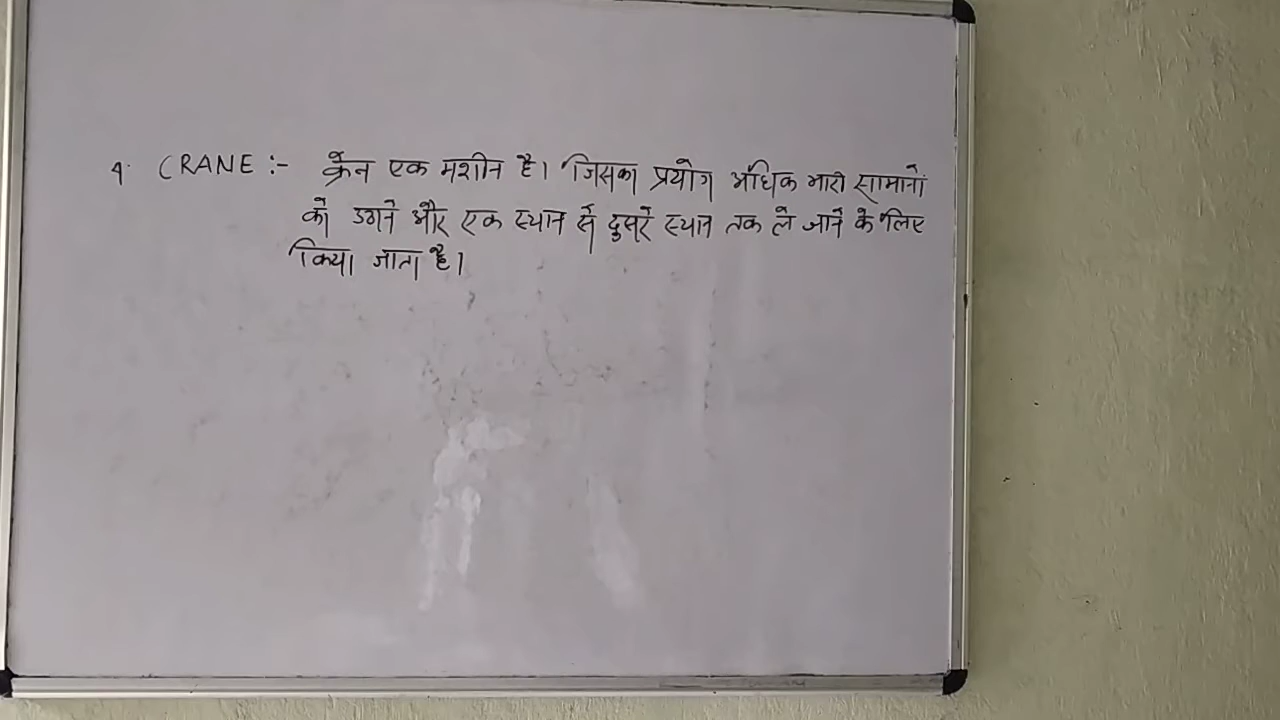 4. CRANE :- क्रेन एक मशीन है। जिसका प्रयोग अधिक भारी सामानों
को उठाने और एक स्थान से दुसरे स्थान तक ले जाने के लिए
किया जाता है।